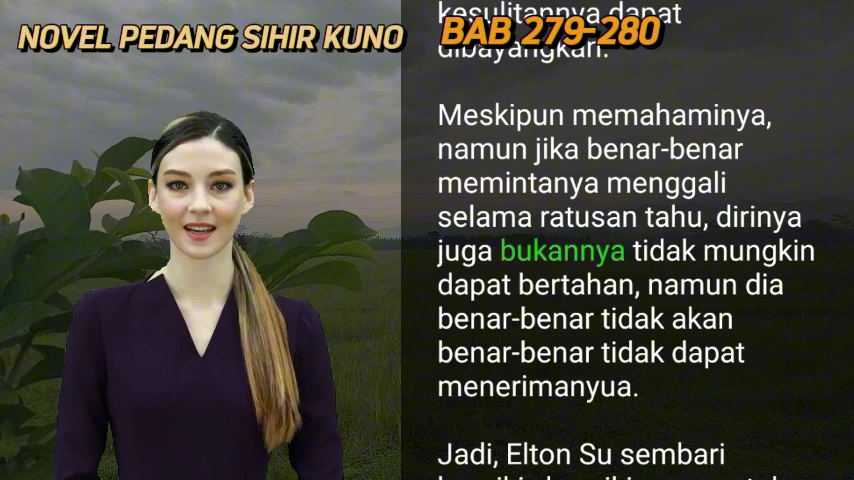 NOVEL PEDANG SIHIR KUNO
BAB 279-280
kesulitannya dapat
dibayangkan.
Meskipun memahaminya,
namun jika benar-benar
memintanya menggali
selama ratusan tahu, dirinya
juga bukannya tidak mungkin
dapat bertahan, namun dia
benar-benar tidak akan
benar-benar tidak dapat
menerimanyua.
Jadi, Elton Su sembari